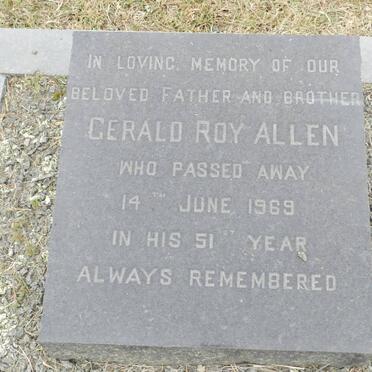 IN LOVING MEMORY OF OUR
BELOVED FATHER AND BROTHER
GERALD ROY ALLEN
WHO PASSED AWAY
14TH JUNE 1969
IN HIS 51ST YEAR
ALWAYS REMEMBERED